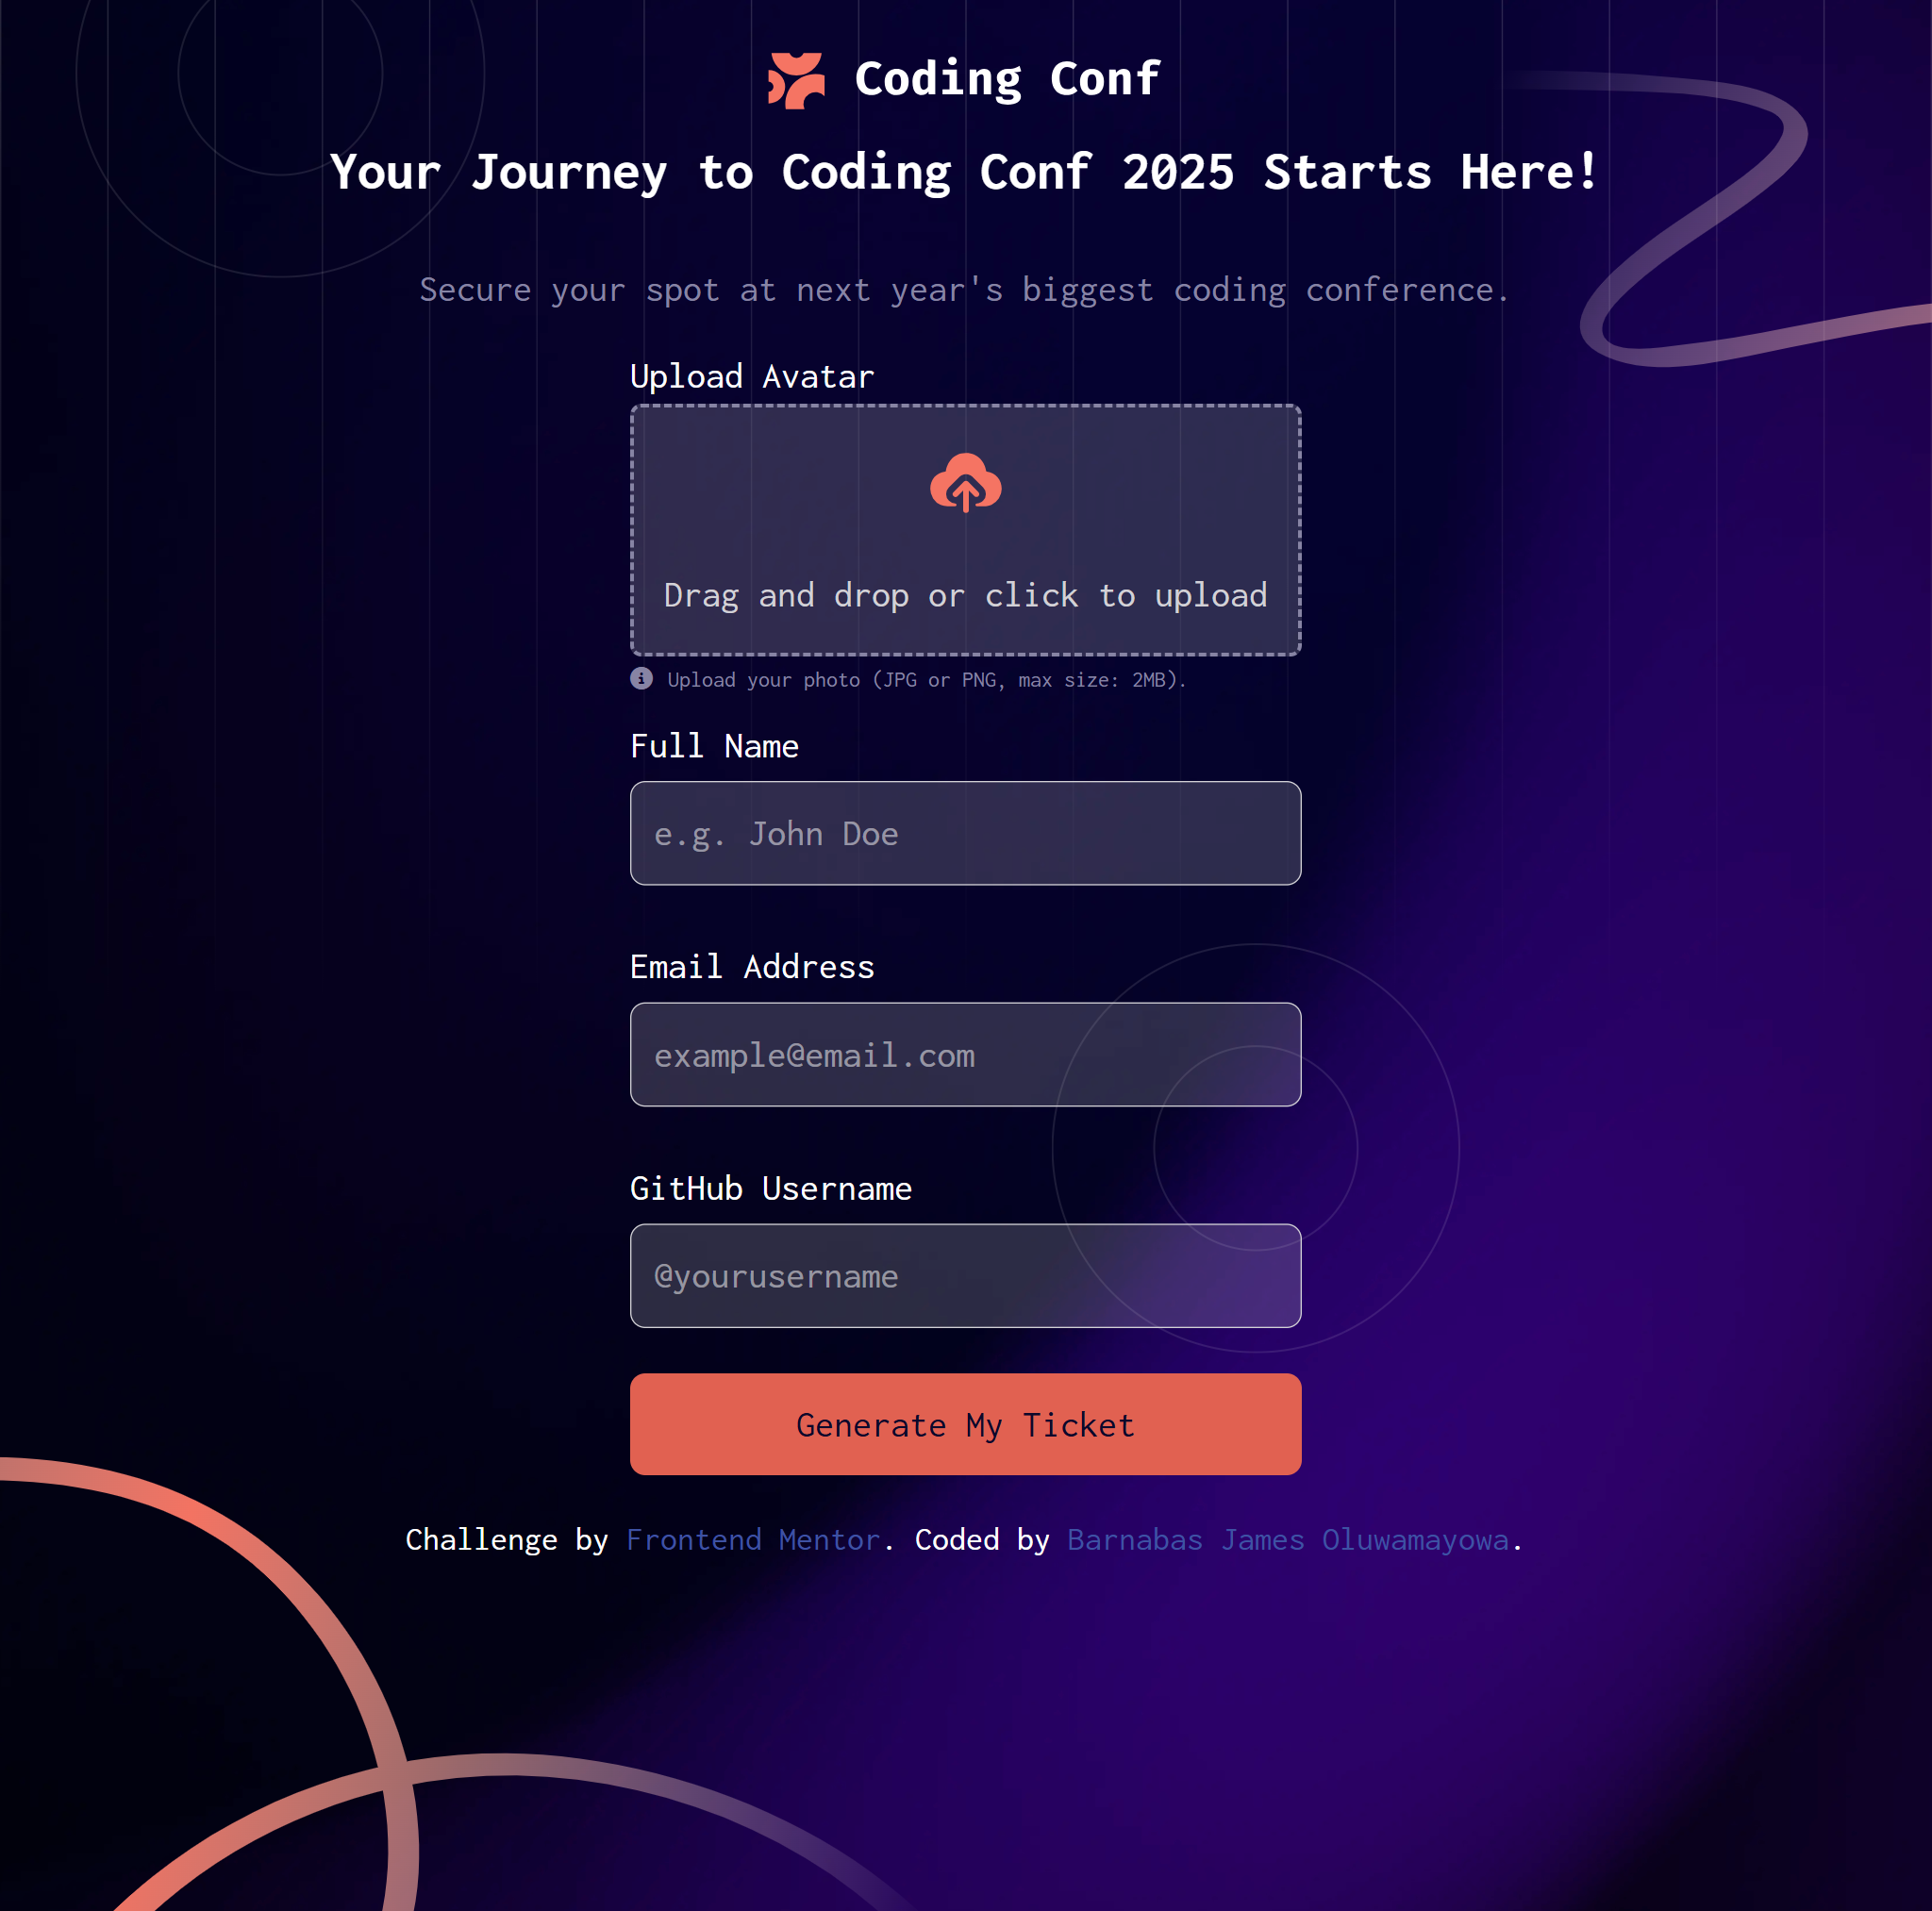 Coding Conf
Your Journey to Coding Conf 2025 Starts Here!
Secure your spot at next year's biggest coding conference.
Upload Avatar
Drag and drop or click to upload
Upload your photo (JPG or PNG, max size: 2MB).
Full Name
e.g. John Doe
Email Address
example@email.com
GitHub Username
@yourusername
Generate My Ticket
Challenge by Frontend Mentor. Coded by Barnabas James Oluwamayowa.